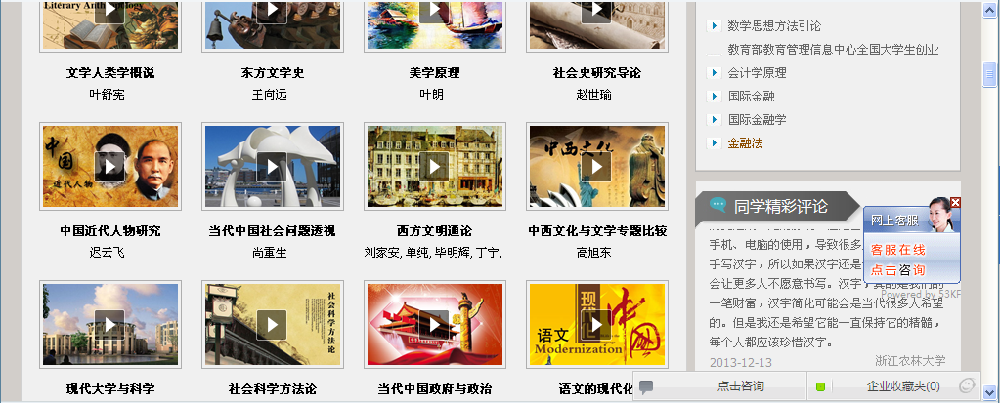 Literary Anthropology
文学人类学概说
东方文学史
美学原理
社会史研究导论
叶舒宪
王向远
叶朗
赵世瑜
中国
近代人物
中西文化
中国近代人物研究
当代中国社会问题透视
西方文明通论
中西文化与文学专题比较
迟云飞
尚重生
刘家安, 单纯, 毕明辉, 丁宁,
高旭东
社会科学方法论
现
语文
中国
Modernization
现代大学与科学
社会科学方法论
当代中国政府与政治
语文的现代化
数学思想方法引论
教育部教育管理信息中心全国大学生创业
会计学原理
国际金融
国际金融学
金融法
同学精彩评论
手机、电脑的使用，导致很多
手写汉字，所以如果汉字还是
会让更多人不愿意书写。汉字，真的是我们的
一笔财富，汉字简化可能会是当代很多人希望
的。但是我还是希望它能一直保持它的精髓，
每个人都应该珍惜汉字。
2013-12-13
浙江农林大学
网上客服
客服在线
点击咨询
Powered by 53KF
点击咨询
企业收藏夹(0)